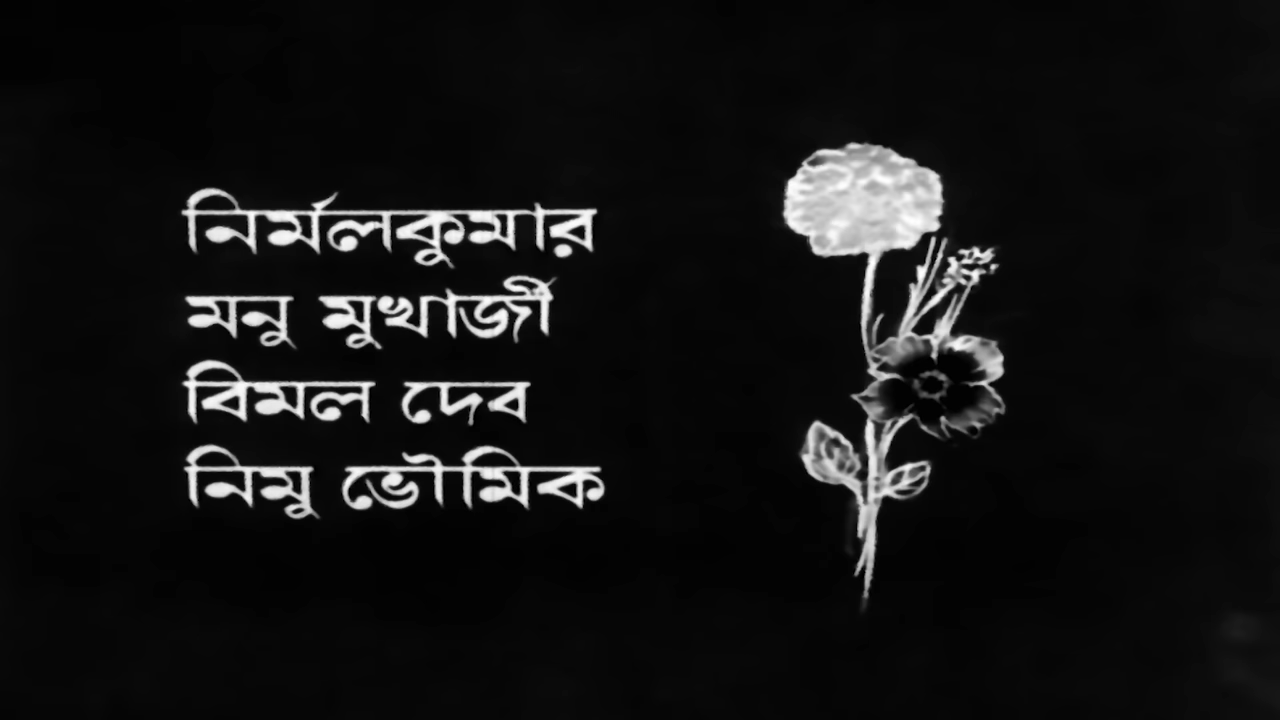 নির্মলকুমার
মনু মুখার্জী
বিমল দেব
নিমু ভৌমিক